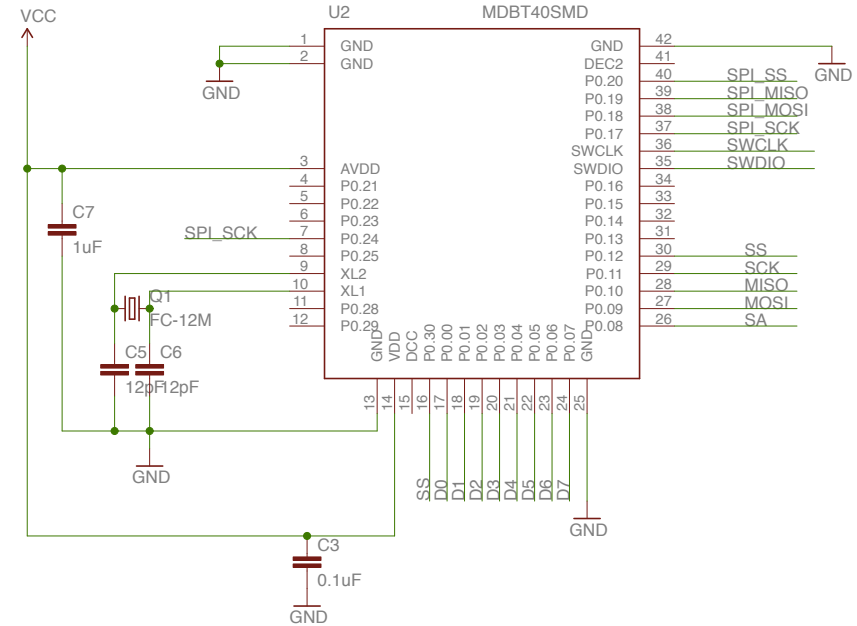 VCC
U2
MDBT40SMD
1 GND
2 GND
GND
3 AVDD
4 P0.21
5 P0.22
6 P0.23
SPI_SCK 7 P0.24
8 P0.25
9 XL2
10 XL1
11 P0.28
12 P0.29
GND 42
DEC2 41
P0.20 40 SPI_SS
P0.19 39 SPI_MISO
P0.18 38 SPI_MOSI
P0.17 37 SPI_SCK
SWCLK 36 SWCLK
SWDIO 35 SWDIO
P0.16 34
P0.15 33
P0.14 32
P0.13 31
P0.12 30 SS
P0.11 29 SCK
P0.10 28 MISO
P0.09 27 MOSI
P0.08 26 SA
GND
C7
1uF
Q1
FC-12M
C5 C6
12pF 12pF
GND
GND 13
VDD 14
DCC 15
P0.30 16 SS
P0.00 17 D0
P0.01 18 D1
P0.02 19 D2
P0.03 20 D3
P0.04 21 D4
P0.05 22 D5
P0.06 23 D6
P0.07 24 D7
GND 25
GND
C3
0.1uF
GND